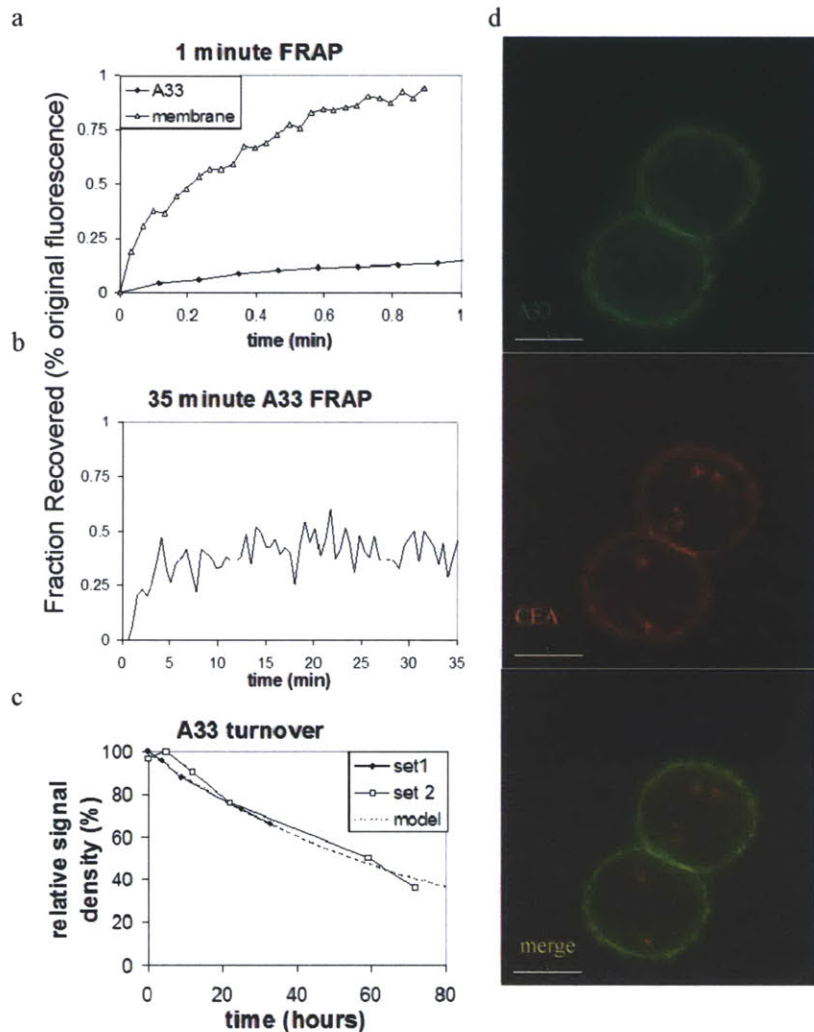 a
1 minute FRAP
A33
membrane
1
0.75
0.5
0.25
0
0 0.2 0.4 0.6 0.8 1
time (min)
Fraction Recovered (% original fluorescence)
b
35 minute A33 FRAP
1
0.75
0.5
0.25
0
0 5 10 15 20 25 30 35
time (min)
c
A33 turnover
set1
set 2
model
relative signal
density (%)
100
80
60
40
20
0
0 20 40 60 80
time (hours)
d
A33
CEA
merge